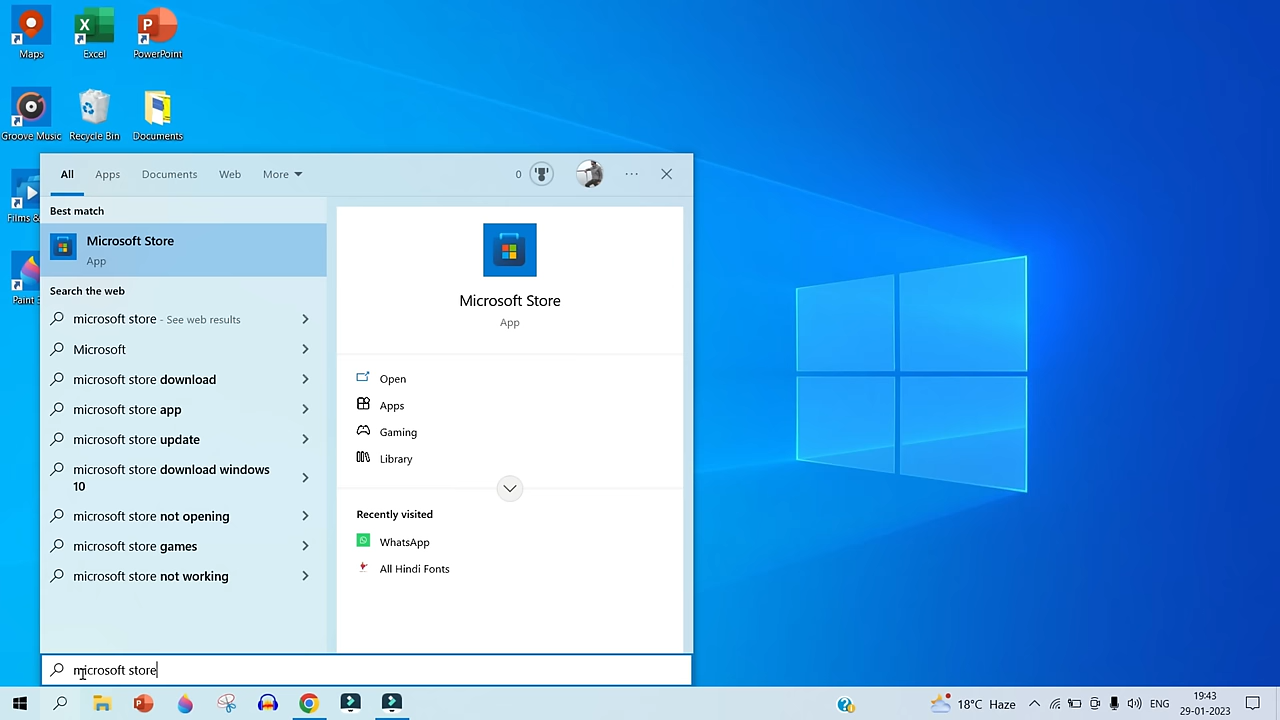 Maps
Excel
PowerPoint
Groove Music
Recycle Bin
Documents
Films &
Paint 3
All
Apps
Documents
Web
More
0
Best match
Microsoft Store
App
Search the web
microsoft store - See web results
Microsoft
microsoft store download
microsoft store app
microsoft store update
microsoft store download windows
10
microsoft store not opening
microsoft store games
microsoft store not working
Microsoft Store
App
Open
Apps
Gaming
Library
Recently visited
WhatsApp
All Hindi Fonts
microsoft store
18°C Haze
ENG
19:43
29-01-2023